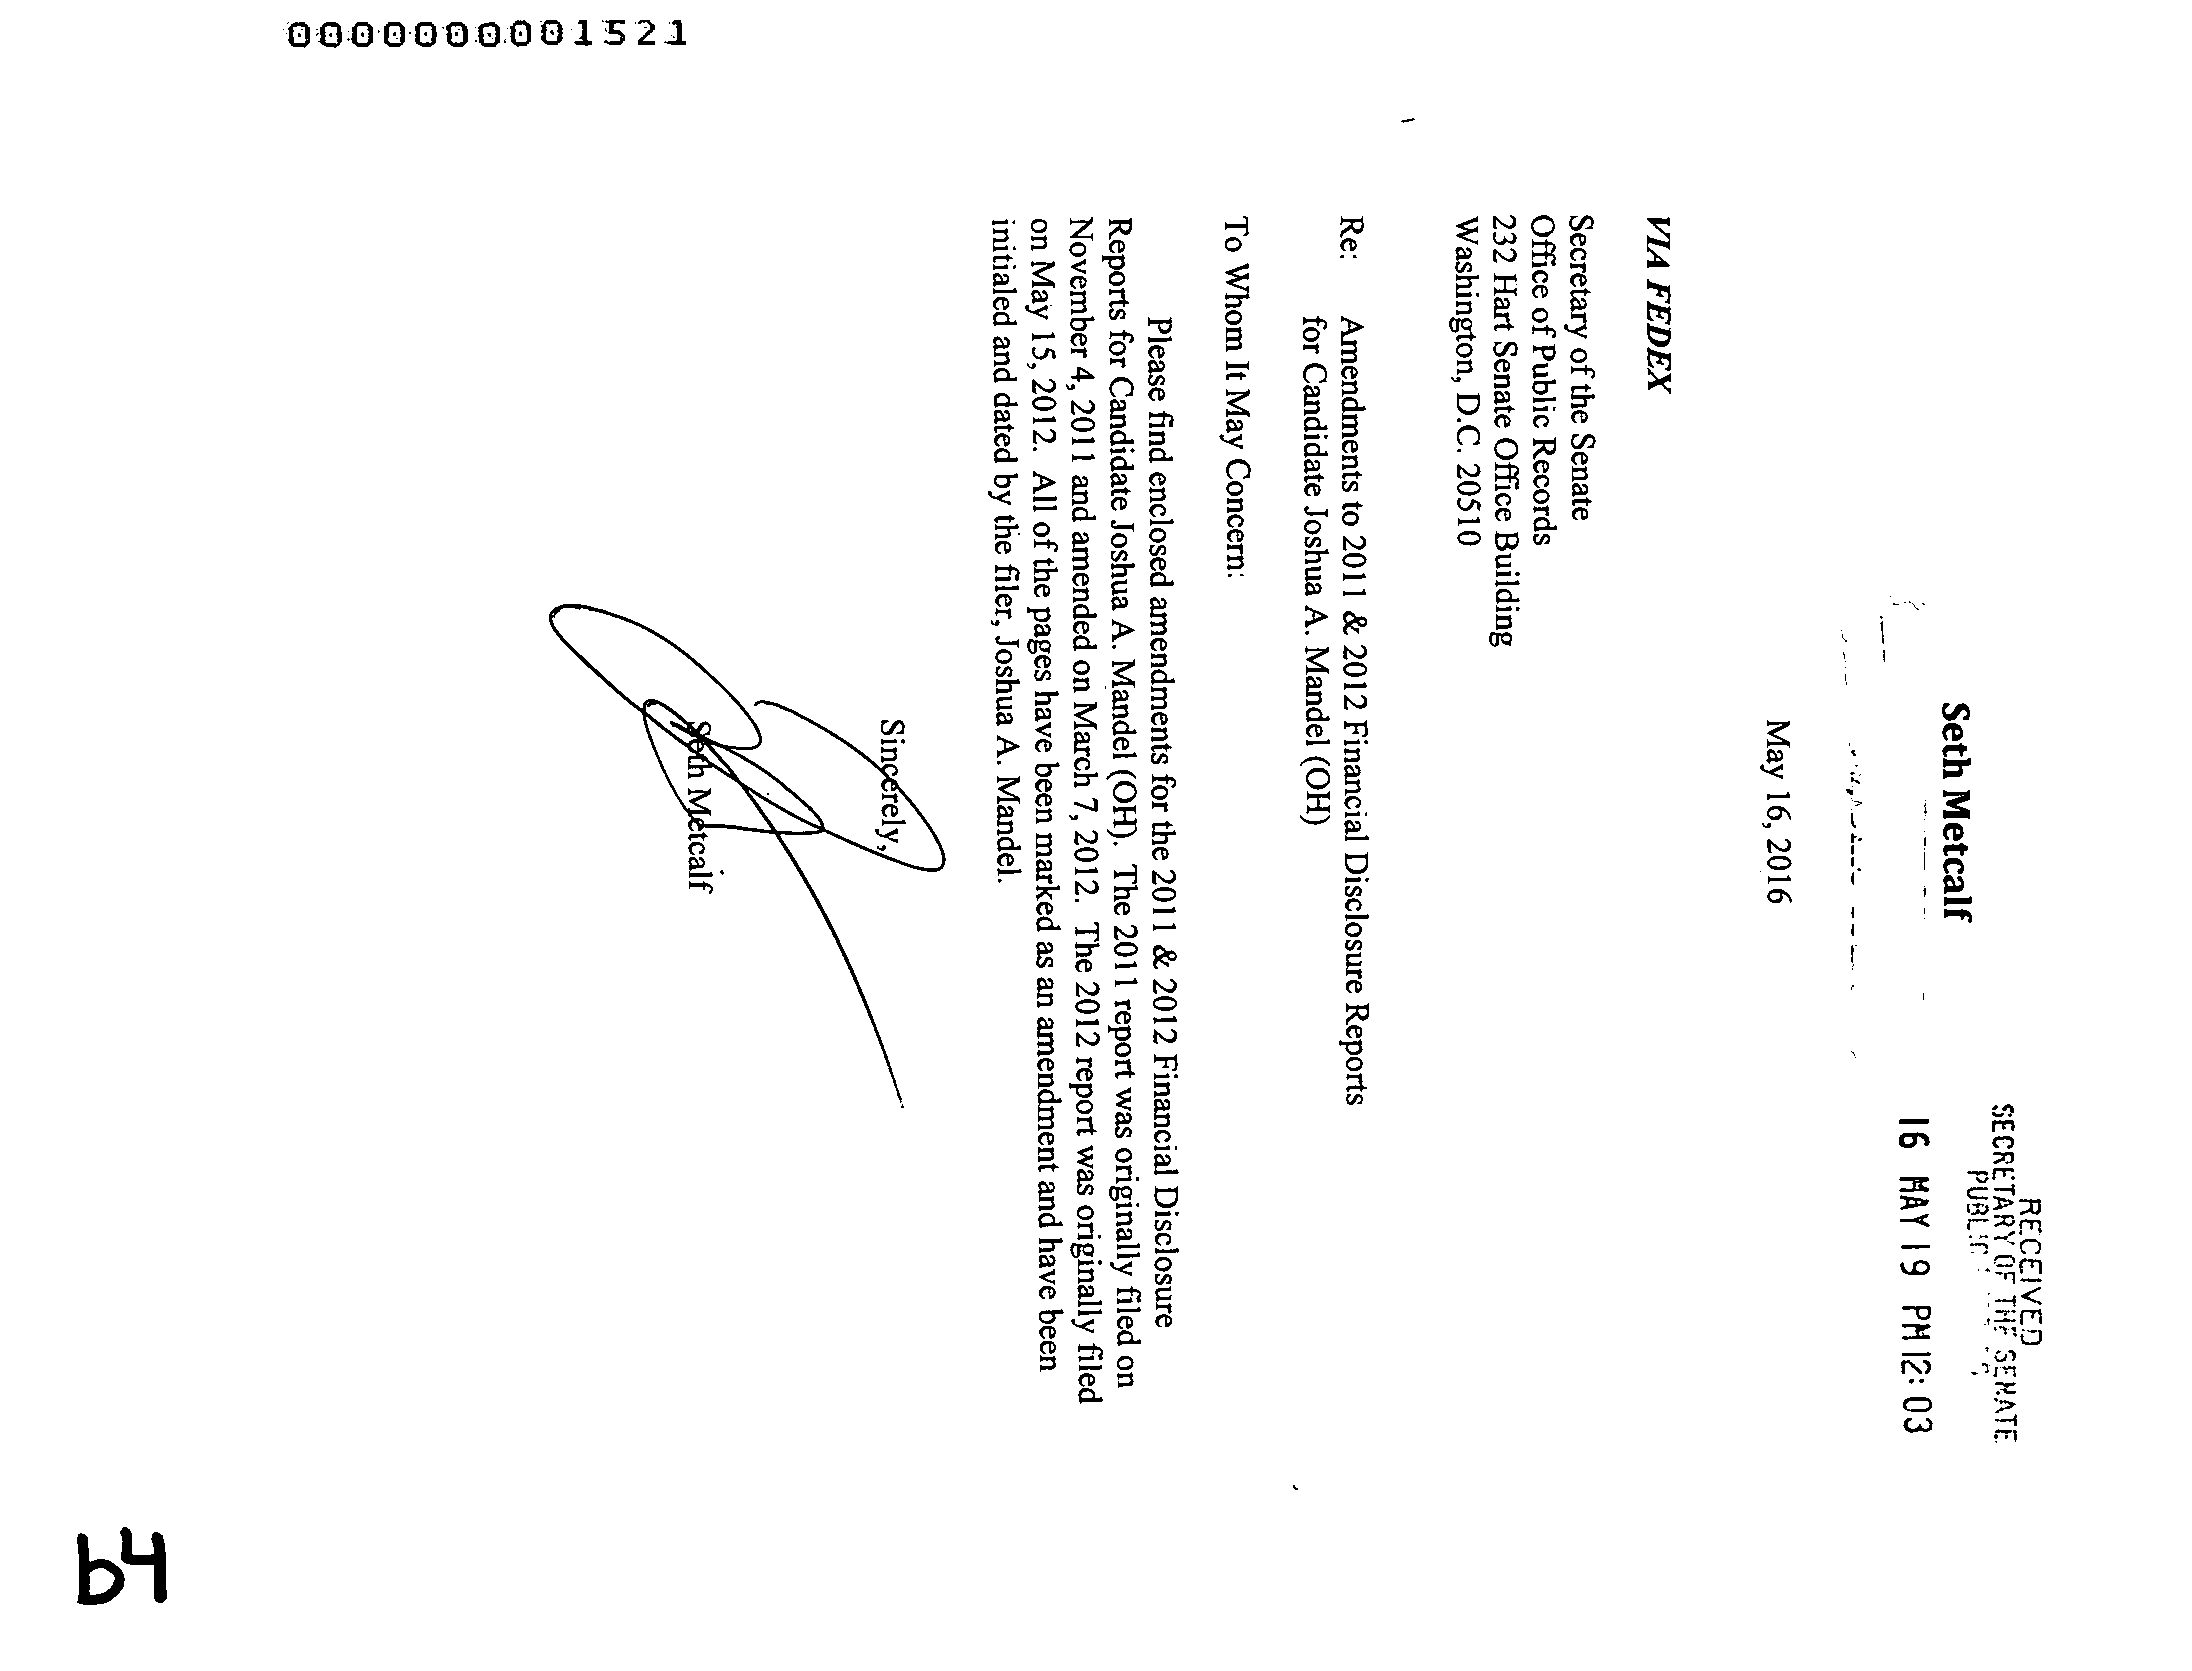 0000000001521
Seth Metcalf
RECEIVED
SECRETARY OF THE SENATE
PUBLIC
16 MAY 19 PM 12: 03
May 16, 2016
VIA FEDEX
Secretary of the Senate
Office of Public Records
232 Hart Senate Office Building
Washington, D.C. 20510
Re: Amendments to 2011 & 2012 Financial Disclosure Reports
for Candidate Joshua A. Mandel (OH)
To Whom It May Concern:
Please find enclosed amendments for the 2011 & 2012 Financial Disclosure
Reports for Candidate Joshua A. Mandel (OH). The 2011 report was originally filed on
November 4, 2011 and amended on March 7, 2012. The 2012 report was originally filed
on May 15, 2012. All of the pages have been marked as an amendment and have been
initialed and dated by the filer, Joshua A. Mandel.
Sincerely,
Seth Metcalf
b4